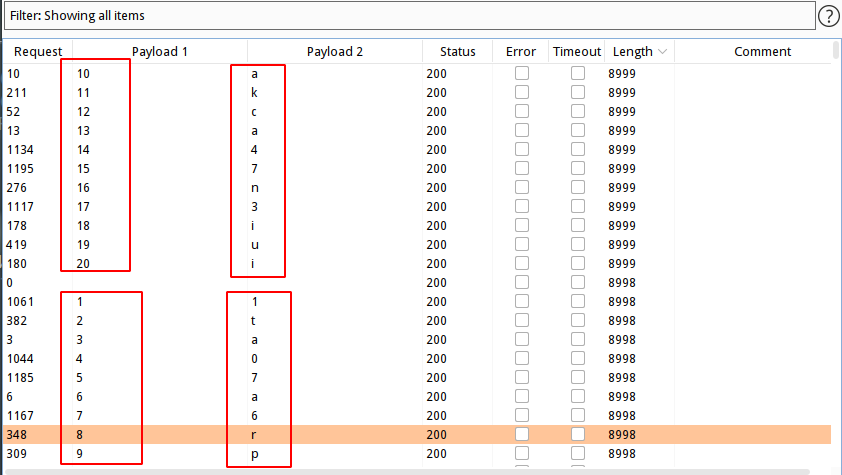 Filter: Showing all items
?
Request Payload 1 Payload 2 Status Error Timeout Length Comment
10 10 a 200 8999
211 11 k 200 8999
52 12 c 200 8999
13 13 a 200 8999
1134 14 4 200 8999
1195 15 7 200 8999
276 16 n 200 8999
1117 17 3 200 8999
178 18 i 200 8999
419 19 u 200 8999
180 20 i 200 8999
0 200 8998
1061 1 1 200 8998
382 2 t 200 8998
3 3 a 200 8998
1044 4 0 200 8998
1185 5 7 200 8998
6 6 a 200 8998
1167 7 6 200 8998
348 8 r 200 8998
309 9 p 200 8998